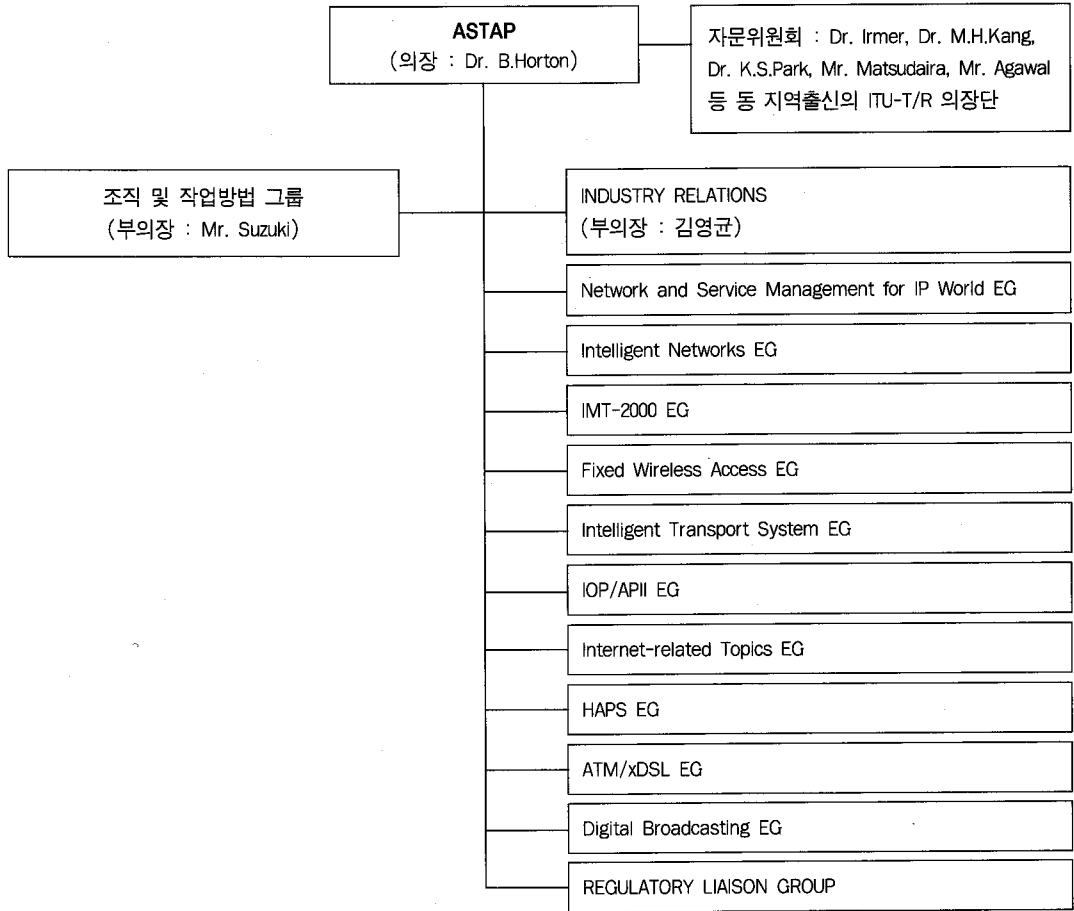 ASTAP
(의장 : Dr. B.Horton)
자문위원회 : Dr. Irmer, Dr. M.H.Kang,
Dr. K.S.Park, Mr. Matsudaira, Mr. Agawal
등 동 지역출신의 ITU-T/R 의장단
조직 및 작업방법 그룹
(부의장 : Mr. Suzuki)
INDUSTRY RELATIONS
(부의장 : 김영균)
Network and Service Management for IP World EG
Intelligent Networks EG
IMT-2000 EG
Fixed Wireless Access EG
Intelligent Transport System EG
IOP/APII EG
Internet-related Topics EG
HAPS EG
ATM/xDSL EG
Digital Broadcasting EG
REGULATORY LIAISON GROUP